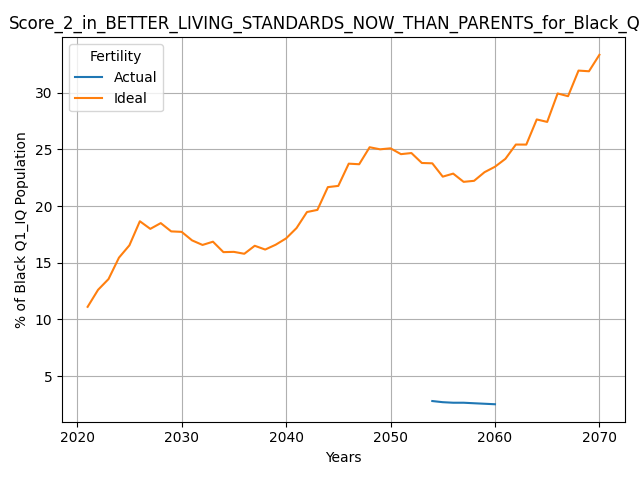 Score_2_in_BETTER_LIVING_STANDARDS_NOW_THAN_PARENTS_for_Black_Q
Fertility
Actual
Ideal
% of Black Q1_IQ Population
30
25
20
15
10
5
2020 2030 2040 2050 2060 2070
Years